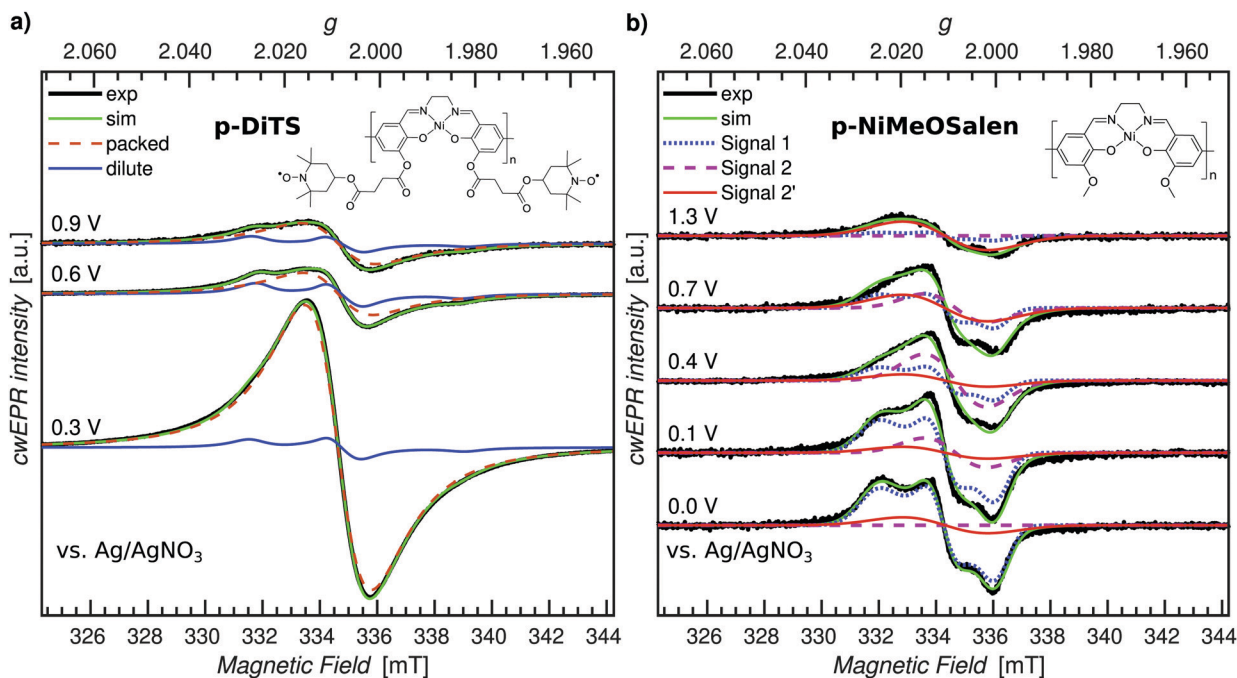 a)
g
2.060 2.040 2.020 2.000 1.980 1.960
exp
sim
packed
dilute
p-DiTS
N
N
Ni
O
O
n
O
O
N
O
O
O
O
O
O
N
O
0.9 V
0.6 V
0.3 V
vs. Ag/AgNO3
cwEPR intensity [a.u.]
326 328 330 332 334 336 338 340 342 344
Magnetic Field [mT]
b)
g
2.060 2.040 2.020 2.000 1.980 1.960
exp
sim
Signal 1
Signal 2
Signal 2'
p-NiMeOSalen
N
N
Ni
O
O
n
O
O
1.3 V
0.7 V
0.4 V
0.1 V
0.0 V
vs. Ag/AgNO3
cwEPR intensity [a.u.]
326 328 330 332 334 336 338 340 342 344
Magnetic Field [mT]